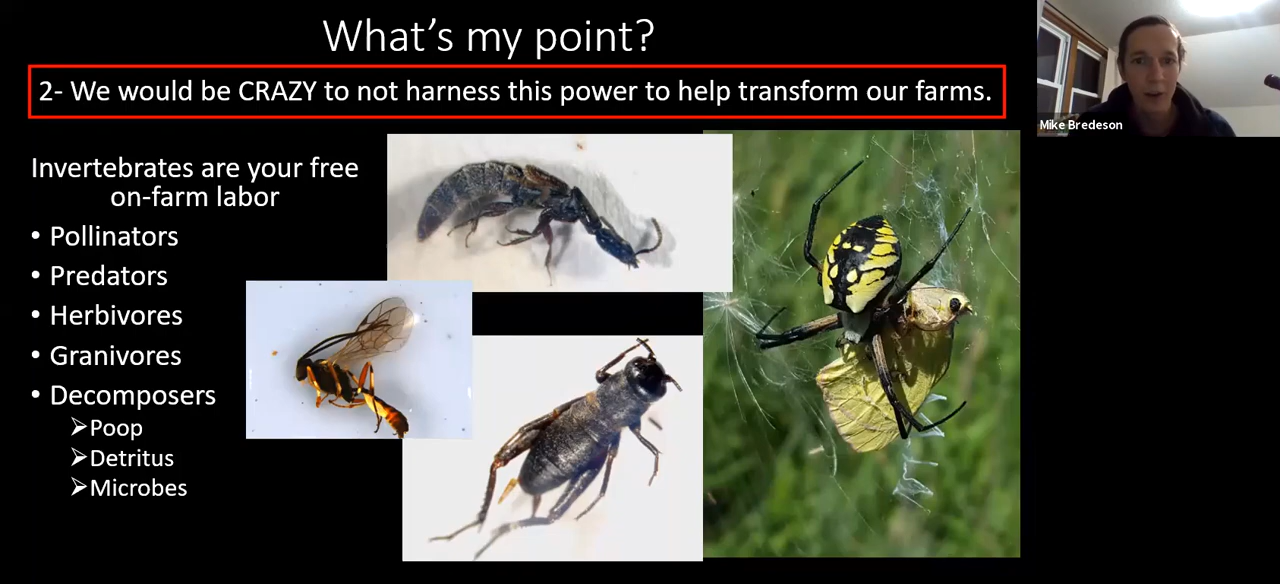 What's my point?
2- We would be CRAZY to not harness this power to help transform our farms.
Mike Bredeson
Invertebrates are your free
on-farm labor
• Pollinators
• Predators
• Herbivores
• Granivores
• Decomposers
➢Poop
➢Detritus
➢Microbes